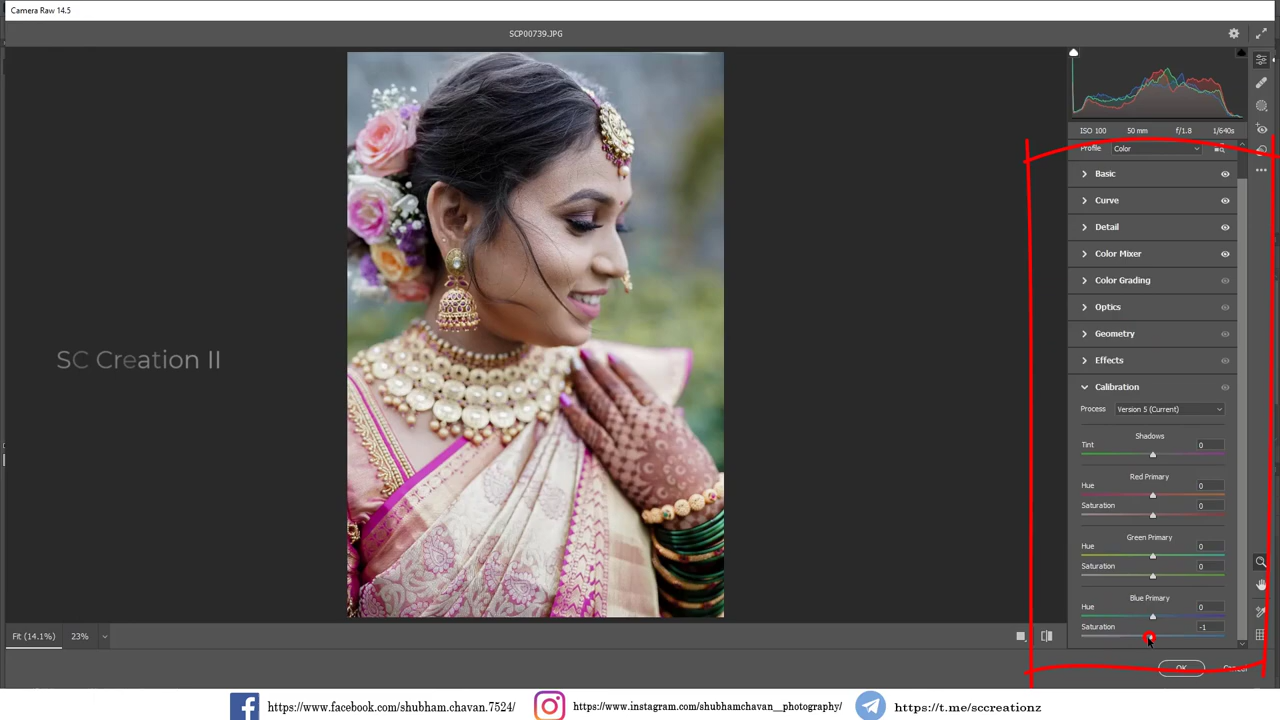 Camera Raw 14.5
SCP00739.JPG
ISO 100 50 mm f/1.8 1/640s
Profile Color
Basic
Curve
Detail
Color Mixer
Color Grading
Optics
Geometry
Effects
Calibration
Process Version 5 (Current)
Shadows
Tint 0
Red Primary
Hue 0
Saturation 0
Green Primary
Hue 0
Saturation 0
Blue Primary
Hue 0
Saturation -1
SC Creation II
Fit (14.1%) 23%
OK Cancel
https://www.facebook.com/shubham.chavan.7524/ https://www.instagram.com/shubhamchavan__photography/ https://t.me/sccreationz